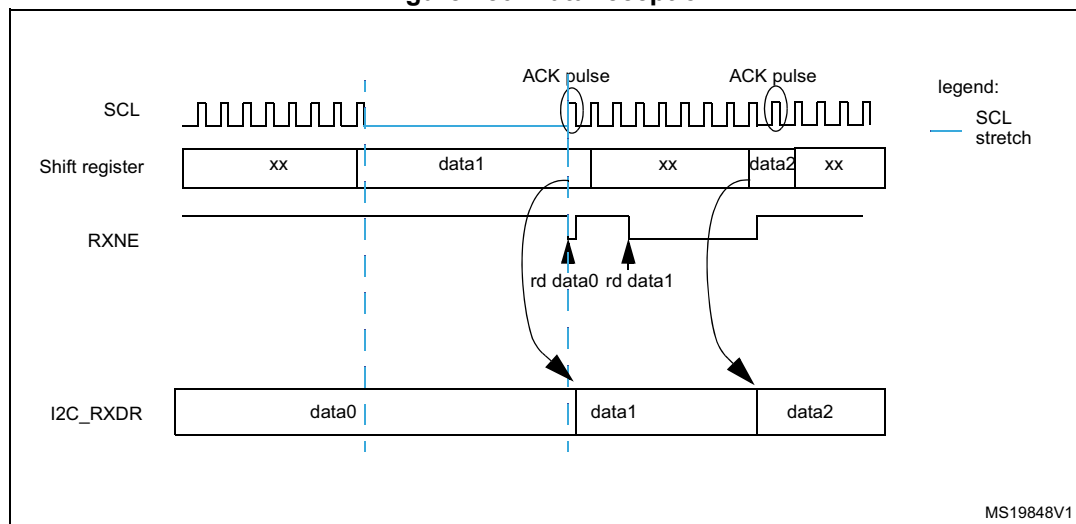 ACK pulse ACK pulse
legend:
SCL
SCL
stretch
Shift register xx data1 xx data2 xx
RXNE
rd data0 rd data1
I2C_RXDR data0 data1 data2
MS19848V1